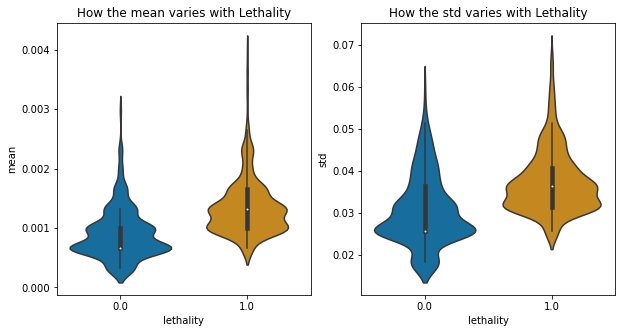 How the mean varies with Lethality
0.004
0.003
0.002
0.001
0.000
mean
0.0 1.0
lethality
How the std varies with Lethality
0.07
0.06
0.05
0.04
0.03
0.02
std
0.0 1.0
lethality